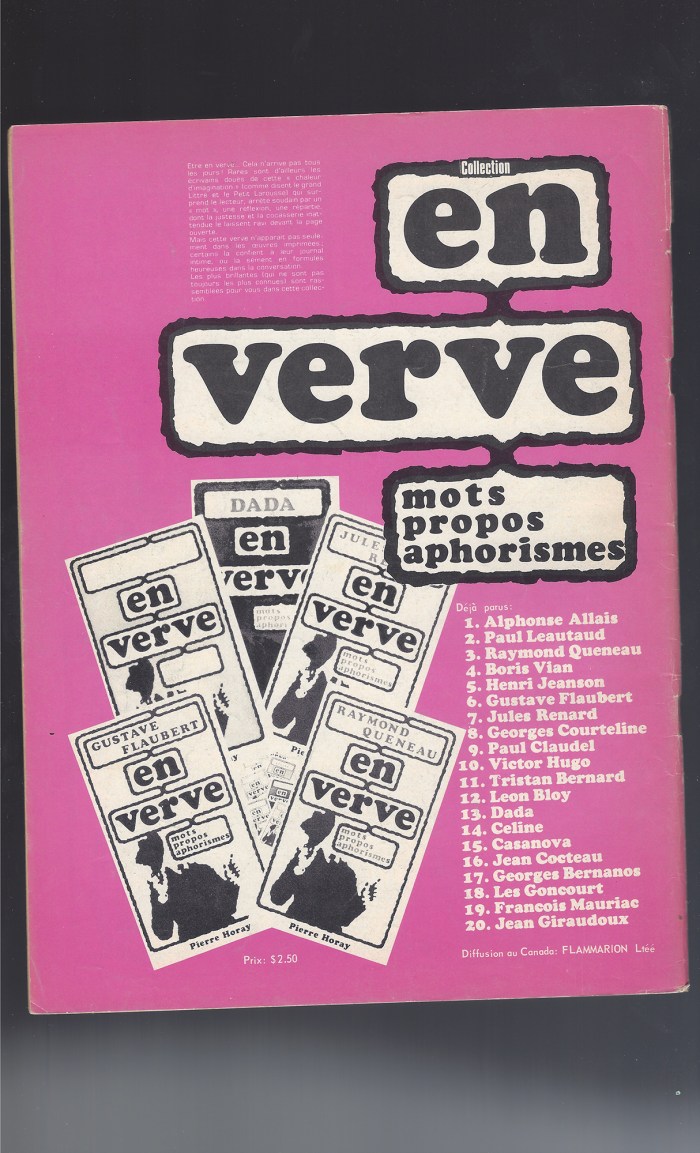 Etre en verve : Cela n'arrive pas tous
les jours ! Rares sont d'ailleurs les
écrivains doués de cette « chaleur
d'imagination » (comme disent le grand
Littré et le Petit Larousse) qui sur-
prend le lecteur, arrêté soudain par un
« mot », une réflexion, une répartie,
dont la justesse et la cocasserie inat-
tendue le laissent ravi devant la page
ouverte.
Mais cette verve n'apparaît pas seule-
ment dans les œuvres imprimées,
certains la confient à leur journal
intime, ou la sèment en formules
heureuses dans la conversation.
Les plus brillantes (qui ne sont pas
toujours les plus connues) sont ras-
semblées pour vous dans cette collec-
tion.
Collection
en
verve
mots
propos
aphorismes
DADA
en
verve
mots
propos
aphori
JULE
R
en
verve
mots
propos
aphorismes
Pie
en
verve
GUSTAVE
FLAUBERT
en
verve
mots
propos
aphorismes
Pierre Horay
RAYMOND
QUENEAU
en
verve
mots
propos
aphorismes
Pierre Horay
Prix: $2.50
Déjà parus:
1. Alphonse Allais
2. Paul Leautaud
3. Raymond Queneau
4. Boris Vian
5. Henri Jeanson
6. Gustave Flaubert
7. Jules Renard
8. Georges Courteline
9. Paul Claudel
10. Victor Hugo
11. Tristan Bernard
12. Leon Bloy
13. Dada
14. Celine
15. Casanova
16. Jean Cocteau
17. Georges Bernanos
18. Les Goncourt
19. Francois Mauriac
20. Jean Giraudoux
Diffusion au Canada: FLAMMARION Ltéé